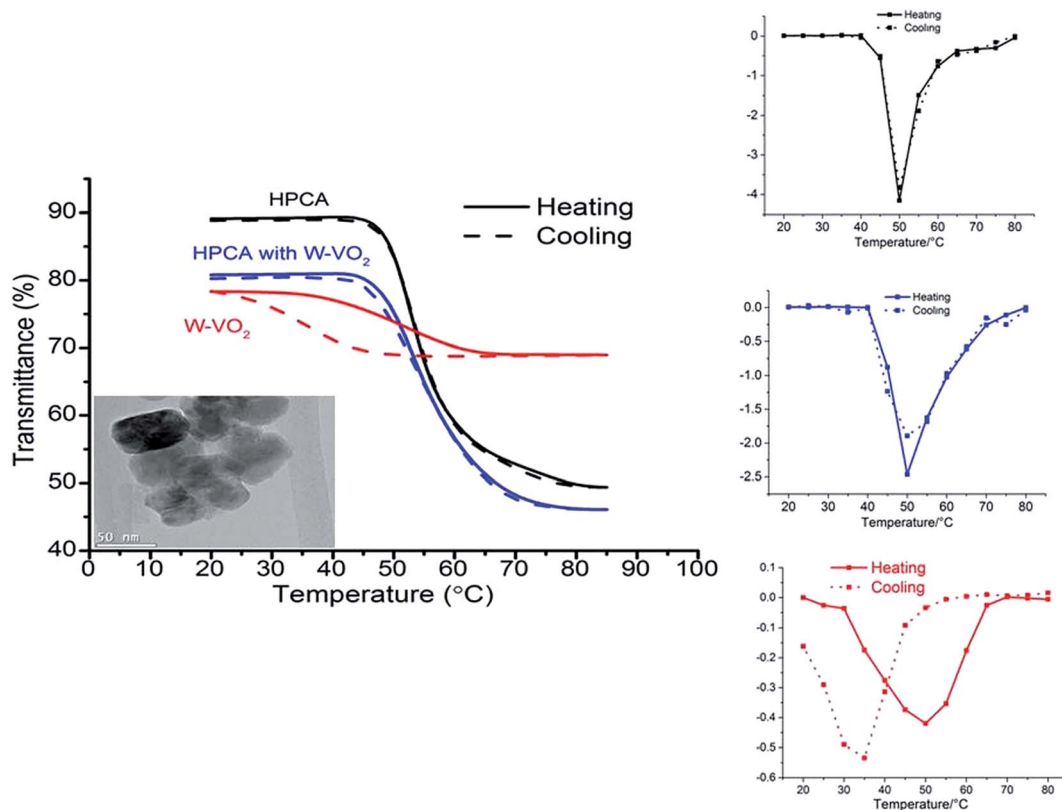 90
80
70
60
50
40
Transmittance (%)
HPCA
HPCA with W-VO₂
W-VO₂
Heating
Cooling
50 nm
0 10 20 30 40 50 60 70 80 90 100
Temperature (°C)
Heating
Cooling
0
-1
-2
-3
-4
20 30 40 50 60 70 80
Temperature/°C
Heating
Cooling
0.0
-0.5
-1.0
-1.5
-2.0
-2.5
20 30 40 50 60 70 80
Temperature/°C
Heating
Cooling
0.1
0.0
-0.1
-0.2
-0.3
-0.4
-0.5
-0.6
20 30 40 50 60 70 80
Temperature/°C